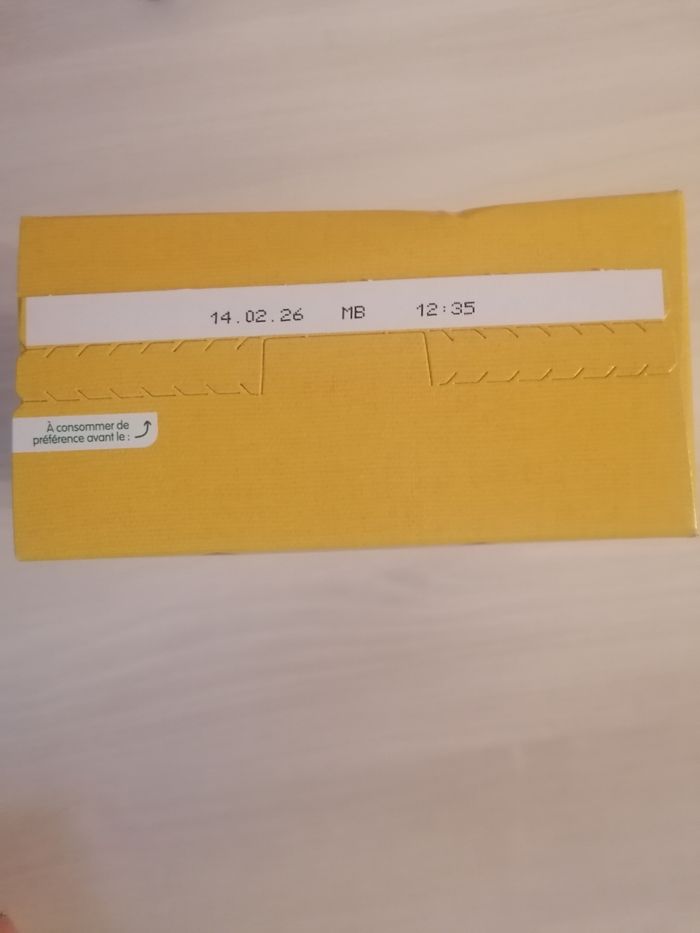 14.02.26 MB 12:35
À consommer de
préférence avant le :